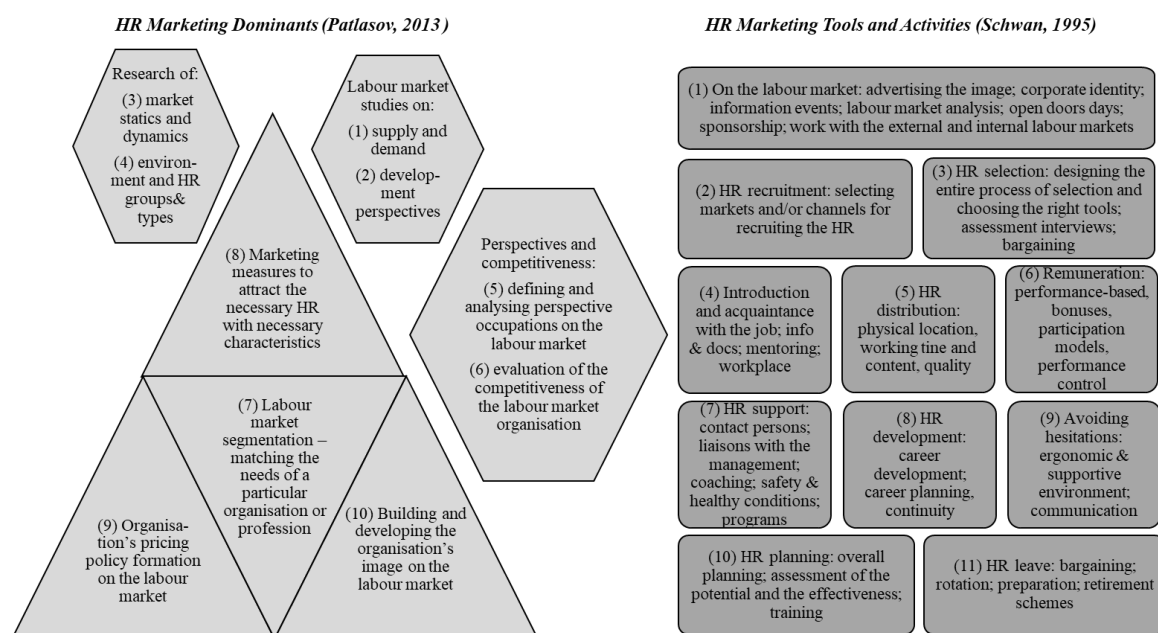 HR Marketing Dominants (Patlasov, 2013)
Research of:
(3) market
statics and
dynamics
(4) environ-
ment and HR
groups&
types
Labour market
studies on:
(1) supply and
demand
(2) develop-
ment
perspectives
Perspectives and
competitiveness:
(5) defining and
analysing perspective
occupations on the
labour market
(6) evaluation of the
competitiveness of
the labour market
organisation
(8) Marketing
measures to
attract the
necessary HR
with necessary
characteristics
(7) Labour
market
segmentation –
matching the
needs of a
particular
organisation or
profession
(9) Organisa-
tion’s pricing
policy formation
on the labour
market
(10) Building and
developing the
organisation’s
image on the
labour market
HR Marketing Tools and Activities (Schwan, 1995)
(1) On the labour market: advertising the image; corporate identity;
information events; labour market analysis; open doors days;
sponsorship; work with the external and internal labour markets
(2) HR recruitment: selecting
markets and/or channels for
recruiting the HR
(3) HR selection: designing the
entire process of selection and
choosing the right tools;
assessment interviews;
bargaining
(4) Introduction
and acquaintance
with the job; info
& docs; mentoring;
workplace
(5) HR
distribution:
physical location,
working tine and
content, quality
(6) Remuneration:
performance-based,
bonuses,
participation
models,
performance
control
(7) HR support:
contact persons;
liaisons with the
management;
coaching; safety &
healthy conditions;
programs
(8) HR
development:
career
development;
career planning,
continuity
(9) Avoiding
hesitations:
ergonomic &
supportive
environment;
communication
(10) HR planning: overall
planning; assessment of the
potential and the effectiveness;
training
(11) HR leave: bargaining;
rotation; preparation; retirement
schemes